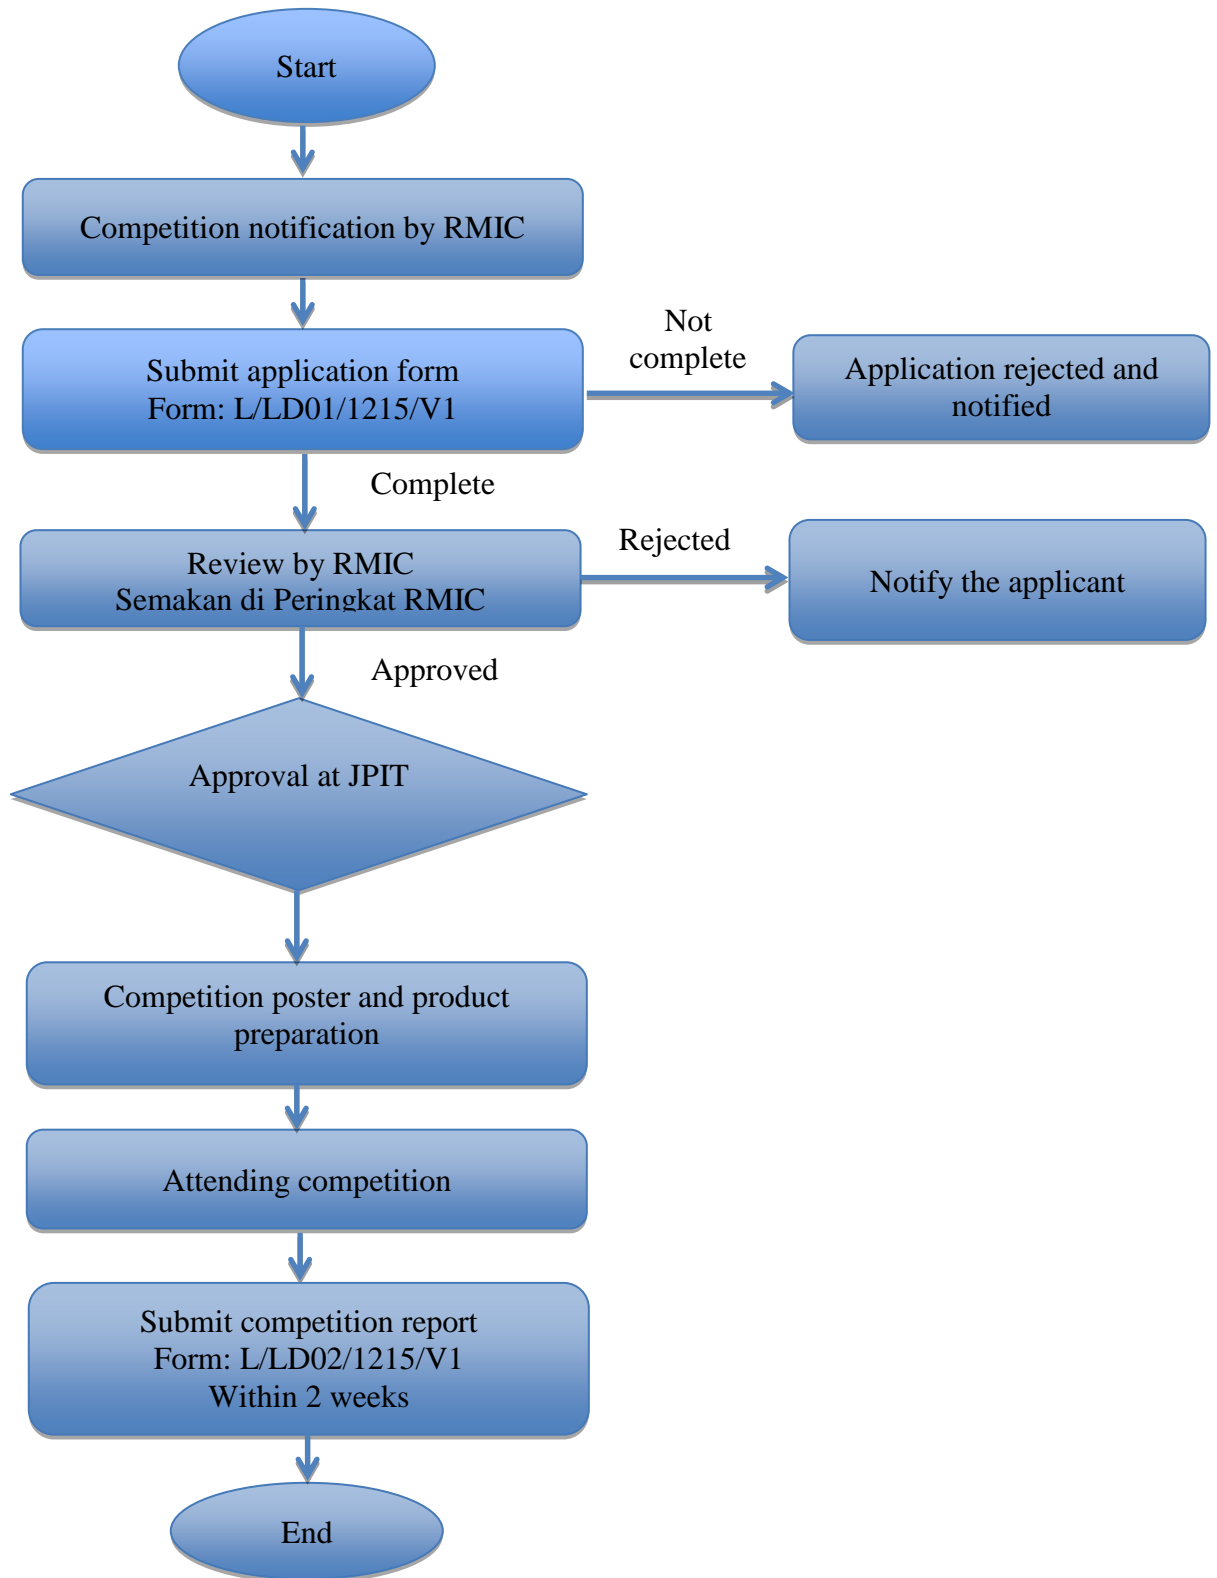 Start
Competition notification by RMIC
Submit application form
Form: L/LD01/1215/V1
Not
complete
Application rejected and
notified
Complete
Review by RMIC
Semakan di Peringkat RMIC
Rejected
Notify the applicant
Approved
Approval at JPIT
Competition poster and product
preparation
Attending competition
Submit competition report
Form: L/LD02/1215/V1
Within 2 weeks
End